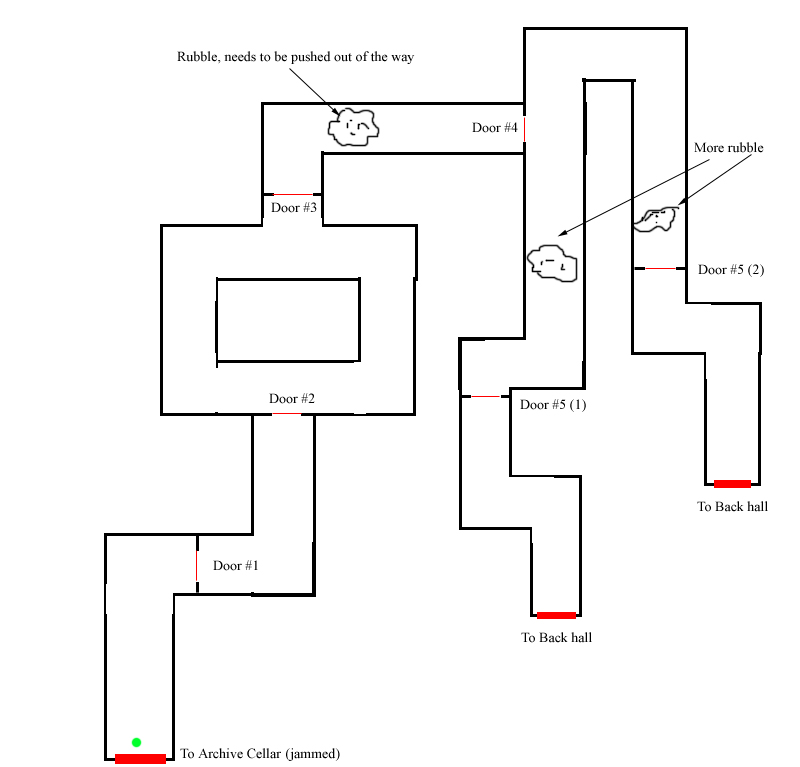 Rubble, needs to be pushed out of the way
Door #4
More rubble
Door #3
Door #5 (2)
Door #2
Door #5 (1)
To Back hall
Door #1
To Back hall
To Archive Cellar (jammed)